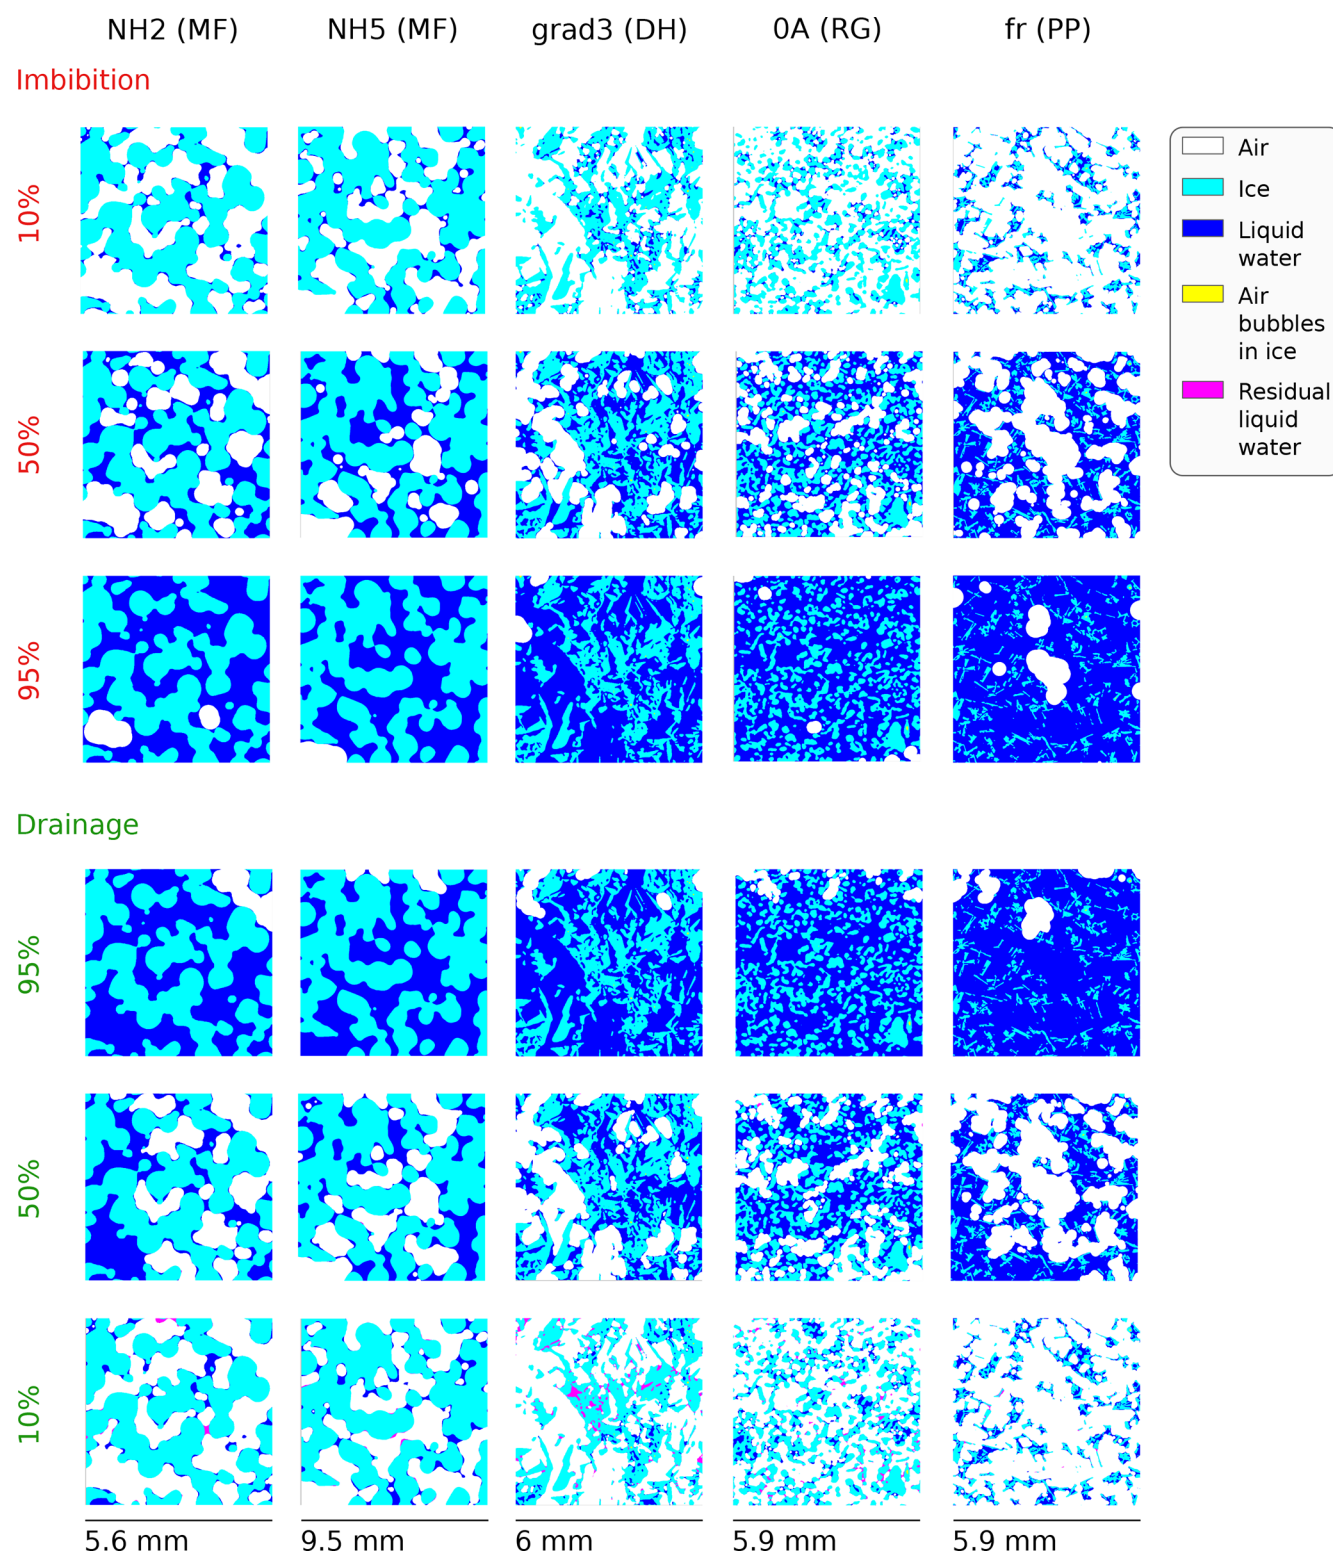 NH2 (MF) NH5 (MF) grad3 (DH) 0A (RG) fr (PP)
Imbibition
10%
Air
Ice
Liquid
water
Air
bubbles
in ice
Residual
liquid
water
50%
95%
Drainage
95%
50%
10%
5.6 mm 9.5 mm 6 mm 5.9 mm 5.9 mm